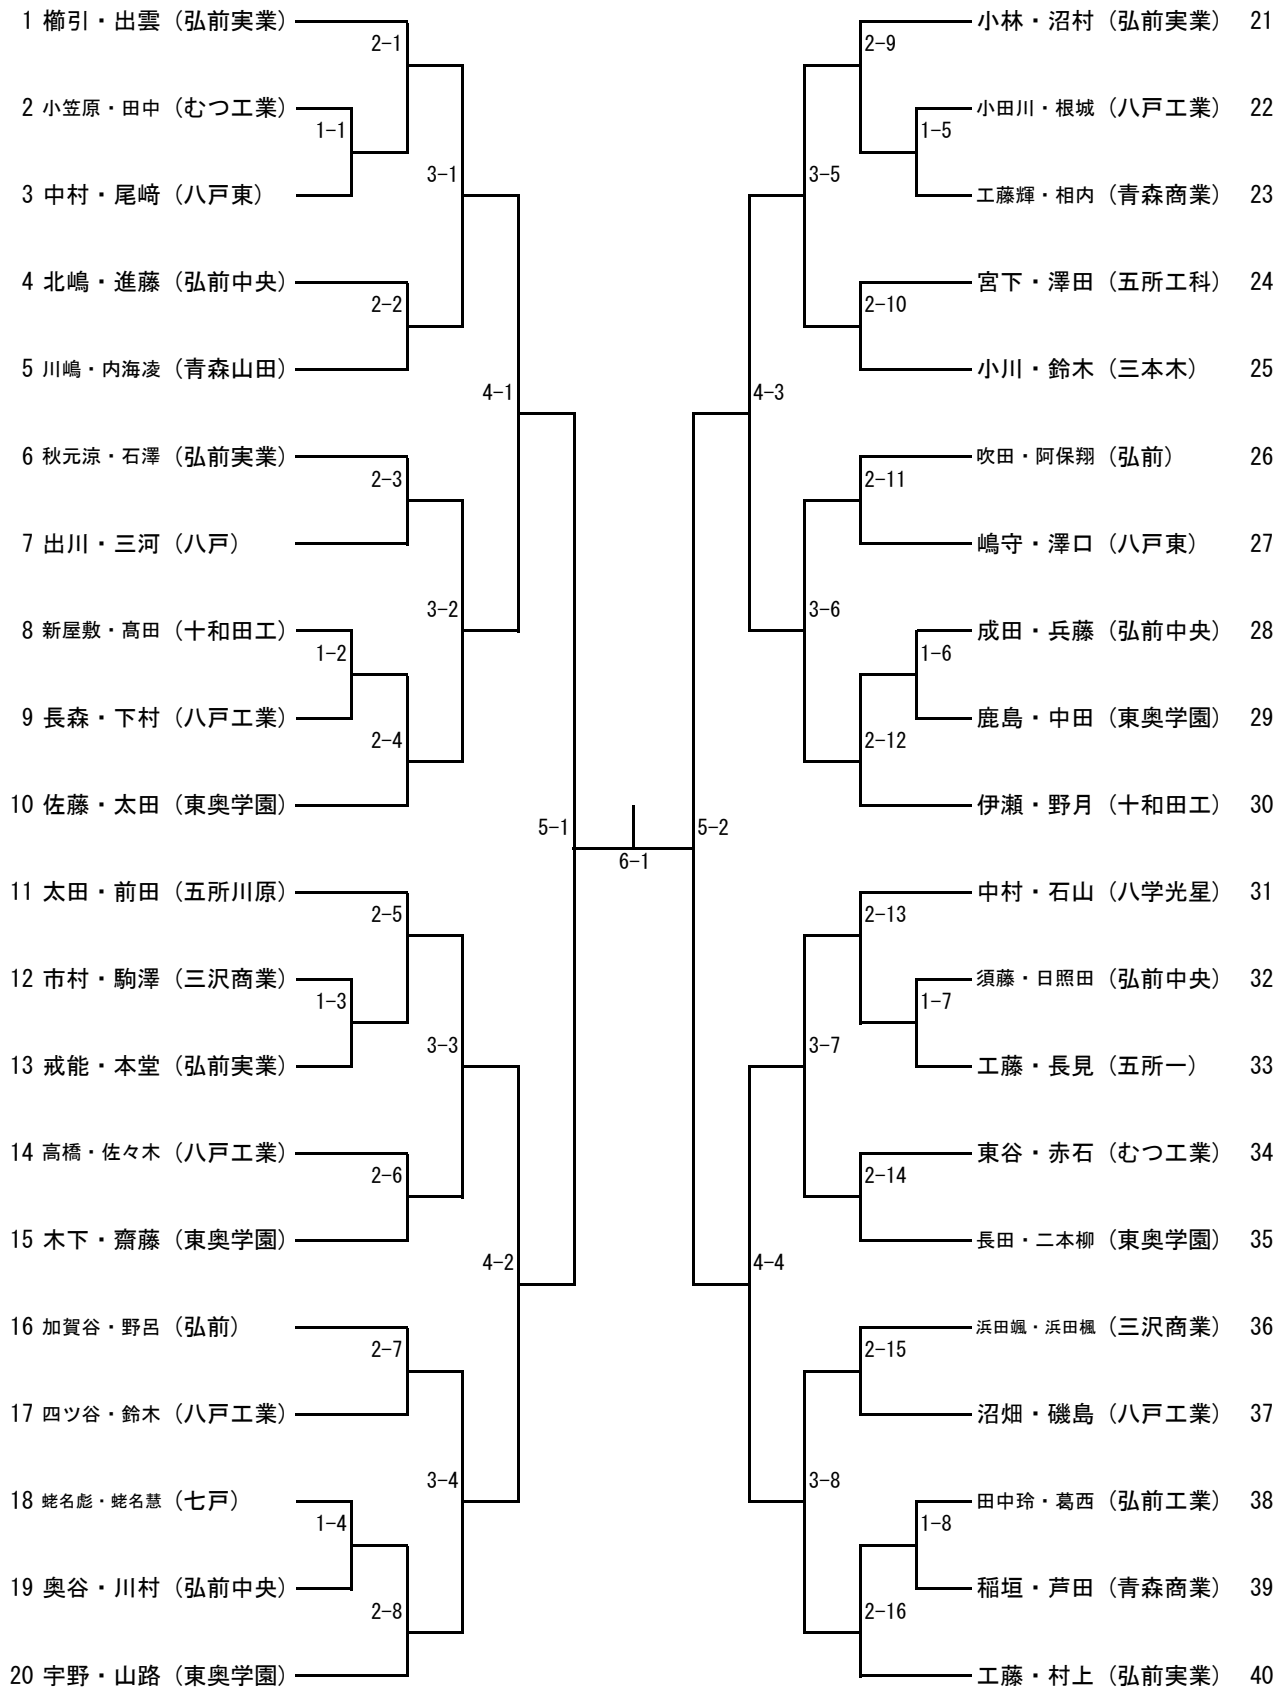 1 櫛引・出雲（弘前実業）
2-1
2 小笠原・田中（むつ工業）
1-1
3 中村・尾﨑（八戸東）
3-1
4 北嶋・進藤（弘前中央）
2-2
5 川嶋・内海凌（青森山田）
4-1
6 秋元涼・石澤（弘前実業）
2-3
7 出川・三河（八戸）
3-2
8 新屋敷・髙田（十和田工）
1-2
9 長森・下村（八戸工業）
2-4
10 佐藤・太田（東奥学園）
5-1
6-1
11 太田・前田（五所川原）
2-5
12 市村・駒澤（三沢商業）
1-3
13 戒能・本堂（弘前実業）
3-3
14 高橋・佐々木（八戸工業）
2-6
15 木下・齋藤（東奥学園）
4-2
16 加賀谷・野呂（弘前）
2-7
17 四ツ谷・鈴木（八戸工業）
3-4
18 蛯名彪・蛯名慧（七戸）
1-4
19 奥谷・川村（弘前中央）
2-8
20 宇野・山路（東奥学園）
小林・沼村（弘前実業） 21
2-9
小田川・根城（八戸工業） 22
1-5
工藤輝・相内（青森商業） 23
3-5
宮下・澤田（五所工科） 24
2-10
小川・鈴木（三本木） 25
4-3
吹田・阿保翔（弘前） 26
2-11
嶋守・澤口（八戸東） 27
3-6
成田・兵藤（弘前中央） 28
1-6
鹿島・中田（東奥学園） 29
2-12
伊瀬・野月（十和田工） 30
5-2
中村・石山（八学光星） 31
2-13
須藤・日照田（弘前中央） 32
1-7
工藤・長見（五所一） 33
3-7
東谷・赤石（むつ工業） 34
2-14
長田・二本柳（東奥学園） 35
4-4
浜田颯・浜田楓（三沢商業） 36
2-15
沼畑・磯島（八戸工業） 37
3-8
田中玲・葛西（弘前工業） 38
1-8
稲垣・芦田（青森商業） 39
2-16
工藤・村上（弘前実業） 40